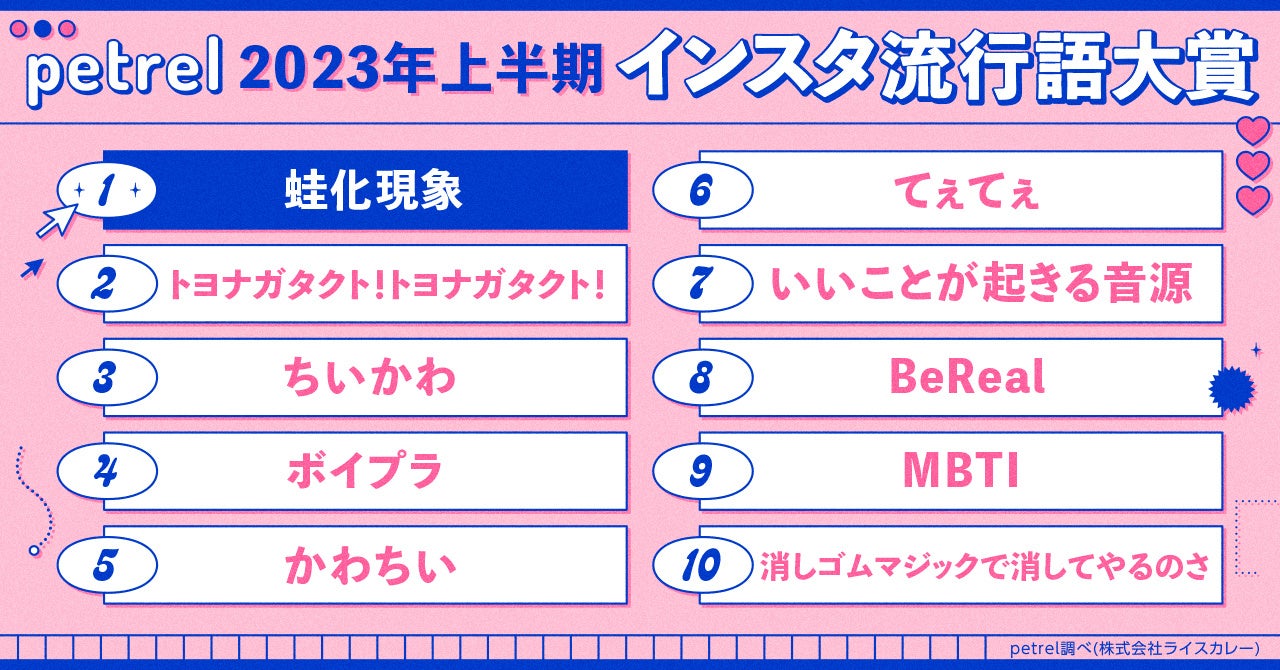 petrel 2023年上半期 インスタ流行語大賞
1 蛙化現象
2 トヨナガタクト!トヨナガタクト!
3 ちいかわ
4 ボイプラ
5 かわちい
6 てぇてぇ
7 いいことが起きる音源
8 BeReal
9 MBTI
10 消しゴムマジックで消してやるのさ
petrel調べ(株式会社ライスカレー)